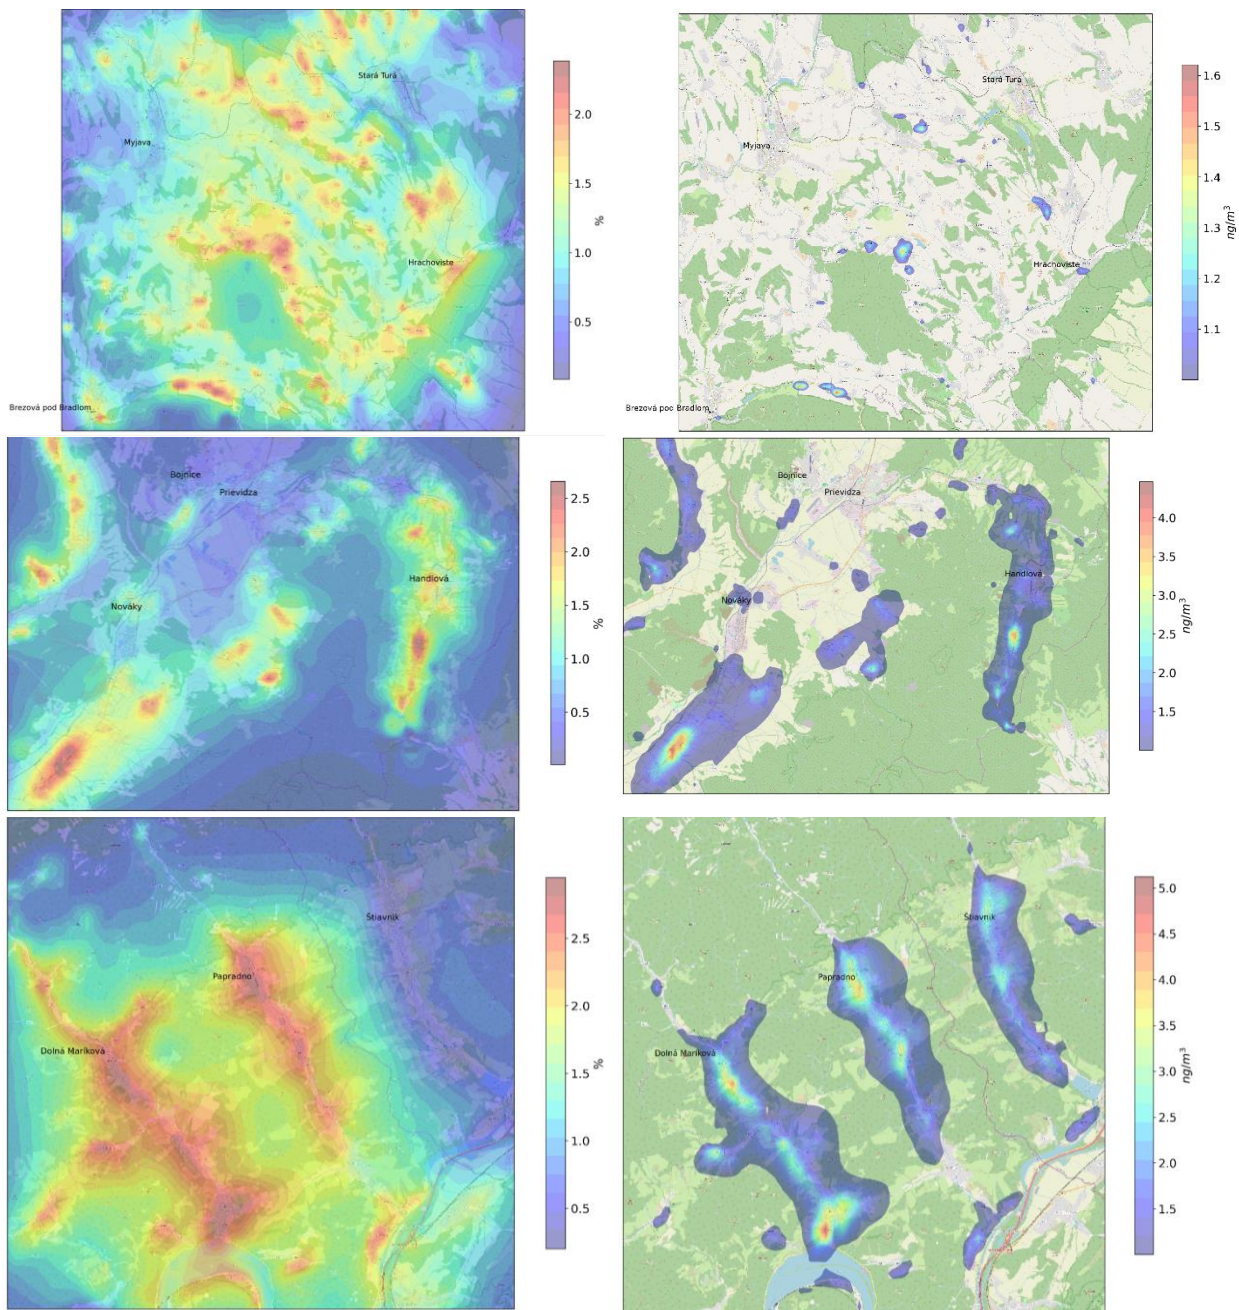 Stará Turá
Myjava
Hrachovište
Brezová pod Bradlom
2.0
1.5
1.0
0.5
%
Stará Turá
Myjava
Hrachovište
Brezová pod Bradlom
1.6
1.5
1.4
1.3
1.2
1.1
ng/m³
Bojnice
Prievidza
Handlová
Nováky
2.5
2.0
1.5
1.0
0.5
%
Bojnice
Prievidza
Handlová
Nováky
4.0
3.5
3.0
2.5
2.0
1.5
ng/m³
Štiavnik
Papradno
Dolná Maríková
2.5
2.0
1.5
1.0
0.5
%
Štiavnik
Papradno
Dolná Maríková
5.0
4.5
4.0
3.5
3.0
2.5
2.0
1.5
ng/m³